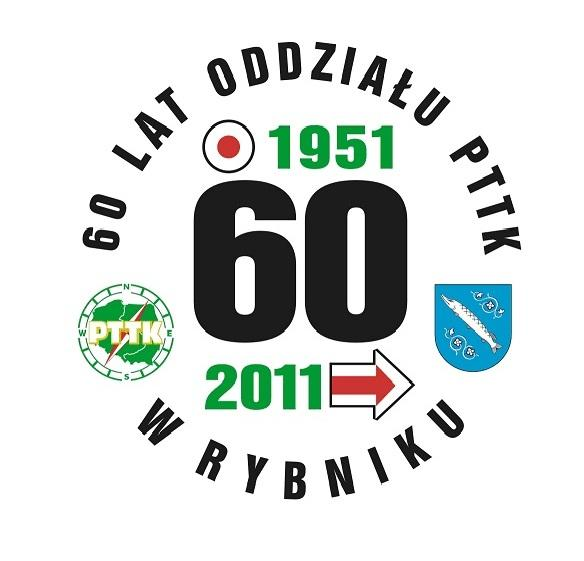 60 LAT ODDZIAŁU PTTK
1951
60
N
W PTTK E
S
2011
W RYBNIKU